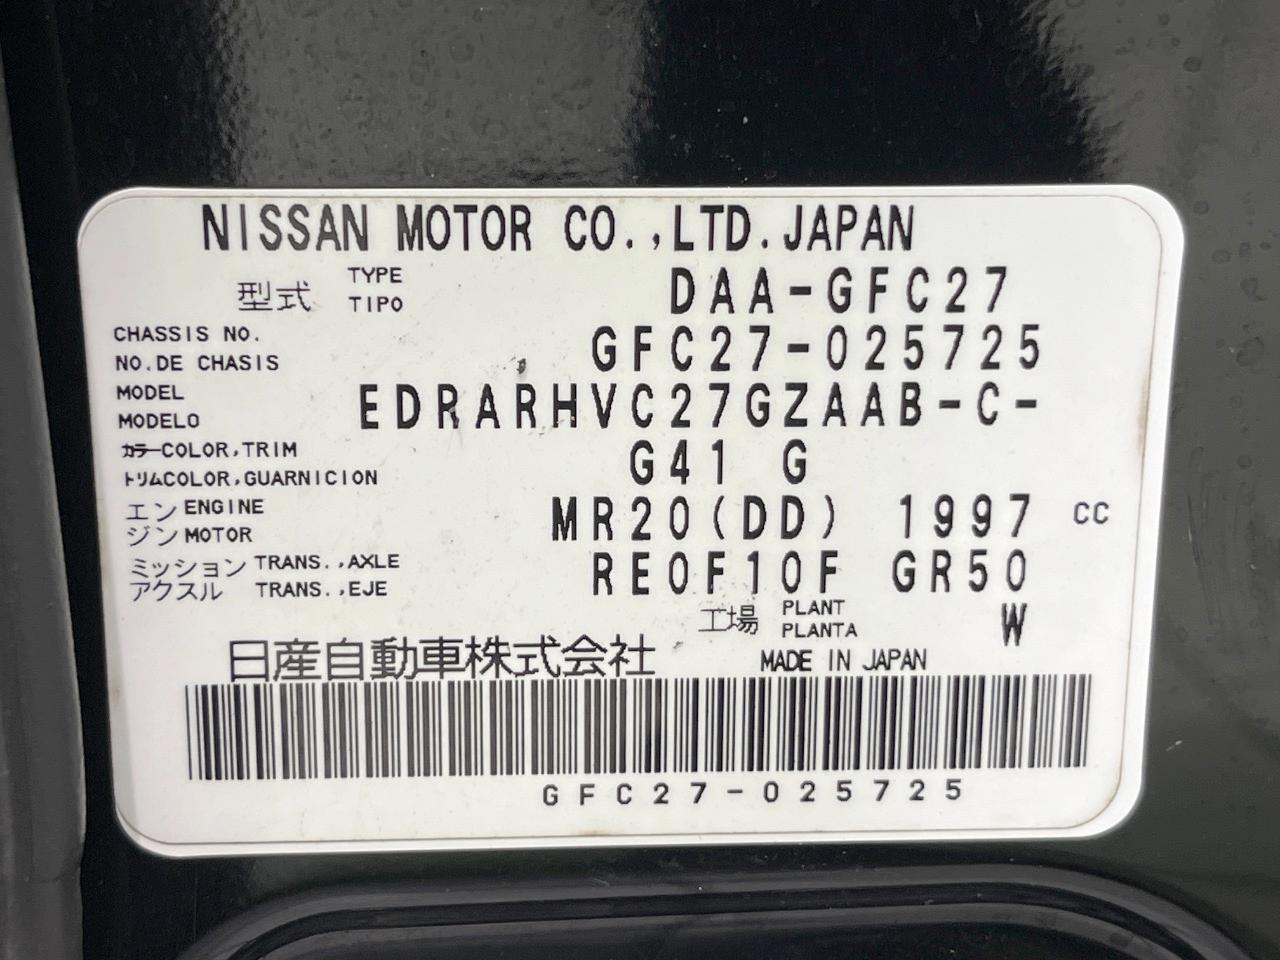 NISSAN MOTOR CO.,LTD.JAPAN
型式 TYPE TIPO DAA-GFC27
CHASSIS NO.
NO.DE CHASIS GFC27-025725
MODEL
MODELO EDRARHVC27GZAAB-C-
カラーCOLOR,TRIM
トリムCOLOR,GUARNICION G41 G
エンジン ENGINE MOTOR MR20(DD) 1997 CC
ミッション TRANS.,AXLE
アクスル TRANS.,EJE RE0F10F GR50
工場 PLANT PLANTA W
日産自動車株式会社 MADE IN JAPAN
GFC27-025725